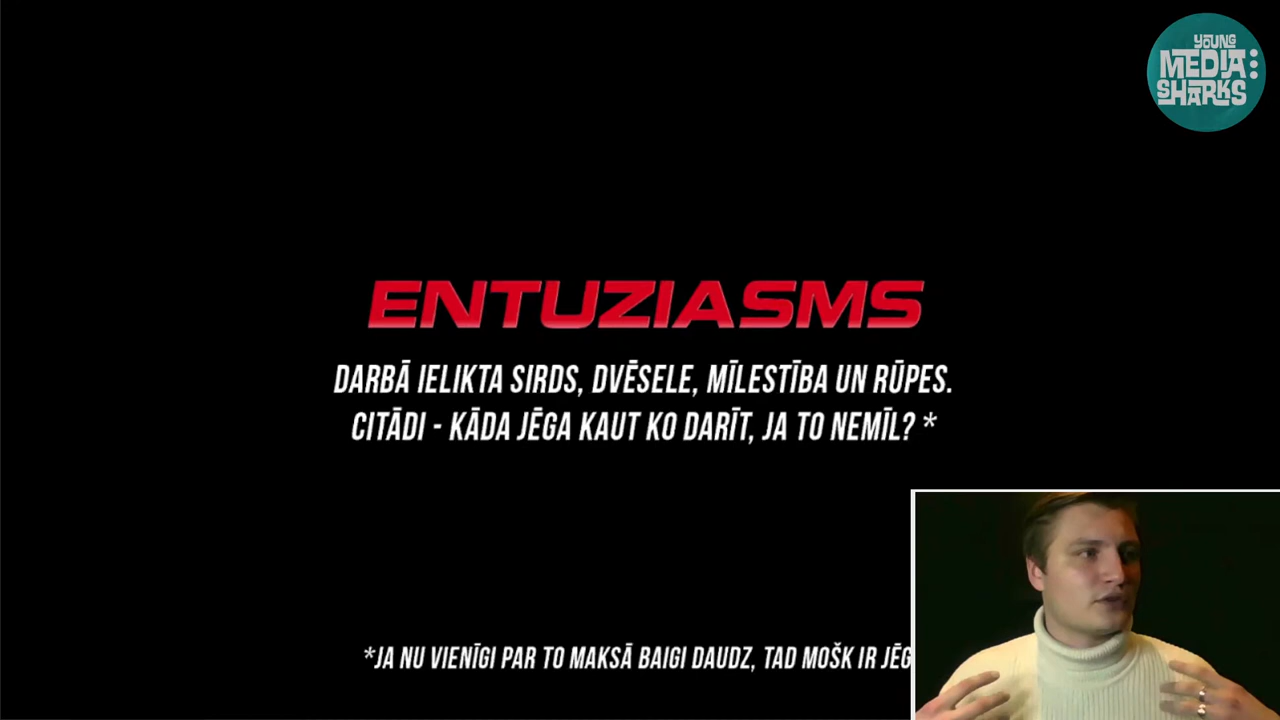 YOUNG
MEDIA:
SHARKS
ENTUZIASMS
DARBĀ IELIKTA SIRDS, DVĒSELE, MĪLESTĪBA UN RŪPES.
CITĀDI - KĀDA JĒGA KAUT KO DARĪT, JA TO NEMĪL? *
*JA NU VIENĪGI PAR TO MAKSĀ BAIGI DAUDZ, TAD MOŠK IR JĒG